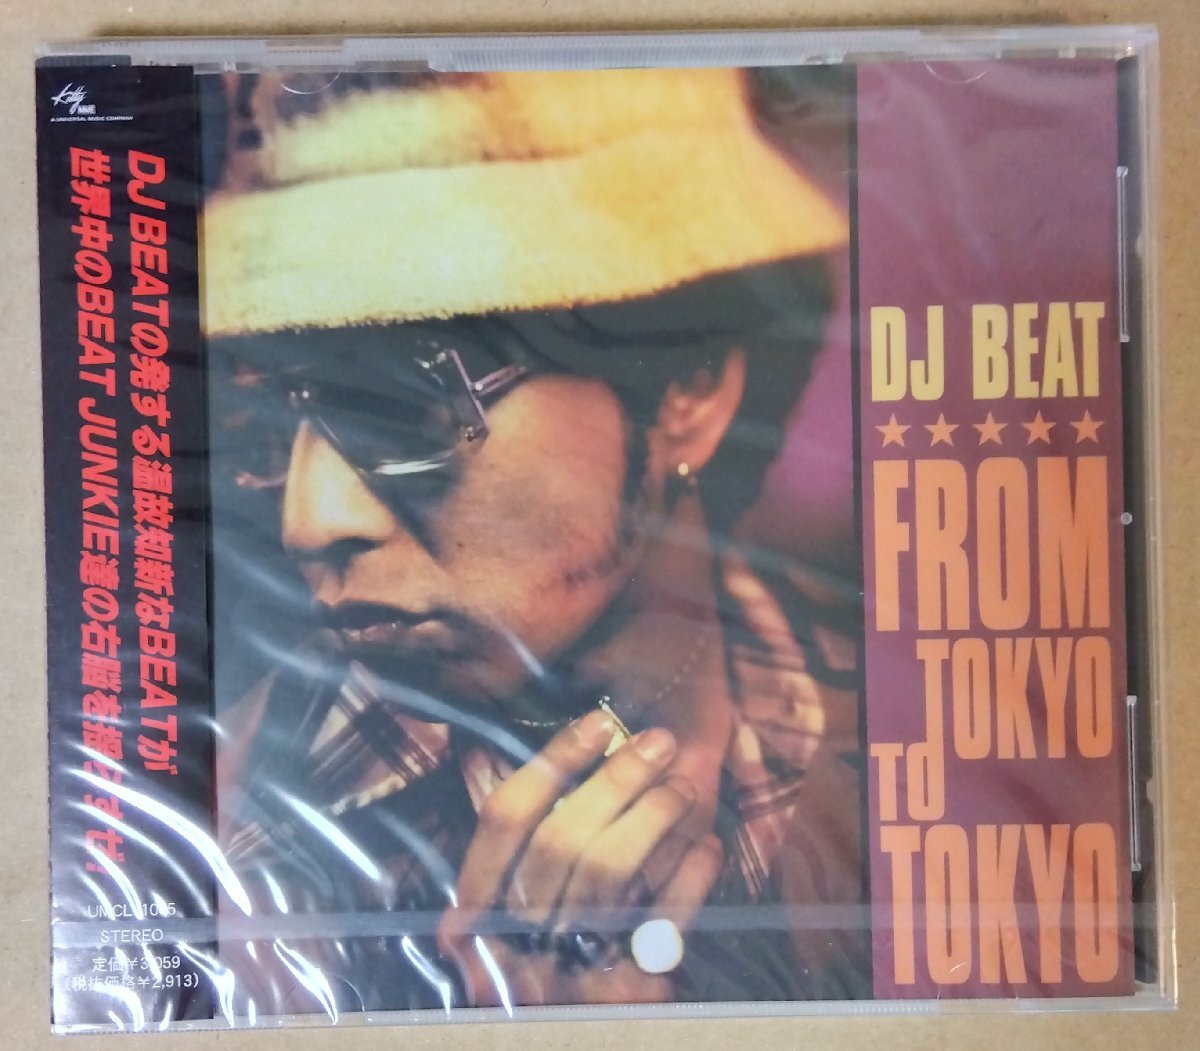 Kitty
MME
A UNIVERSAL MUSIC COMPANY
DJ BEATの発する温故知新なBEATが
世界中のBEAT JUNKIE達の右脳を揺らすぜ!
STEREO
定価¥3,059
(税抜価格¥2,913)
DJ BEAT
★★★★★
FROM
TOKYO
TO
TOKYO